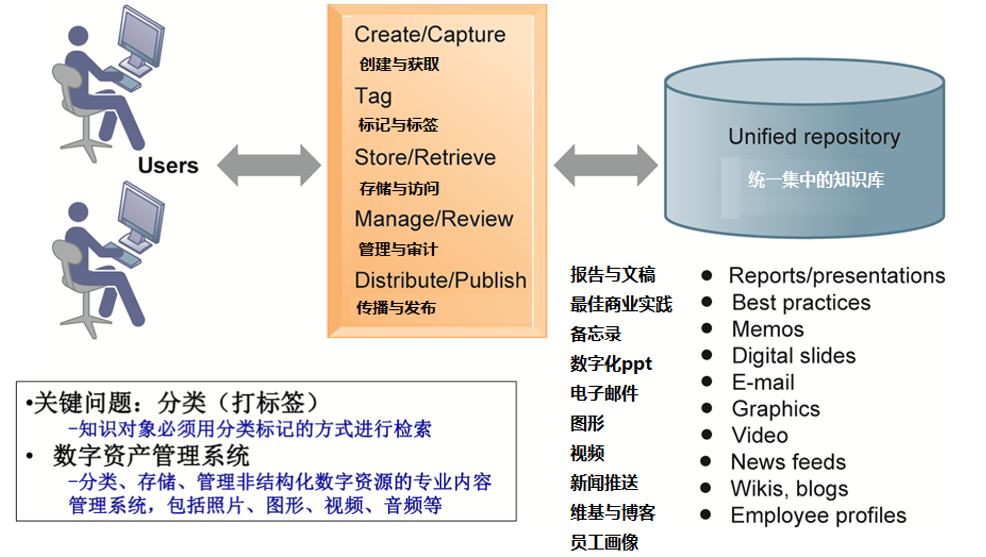 Users
Create/Capture
创建与获取
Tag
标记与标签
Store/Retrieve
存储与访问
Manage/Review
管理与审计
Distribute/Publish
传播与发布
Unified repository
统一集中的知识库
报告与文稿
最佳商业实践
备忘录
数字化ppt
电子邮件
图形
视频
新闻推送
维基与博客
员工画像
● Reports/presentations
● Best practices
● Memos
● Digital slides
● E-mail
● Graphics
● Video
● News feeds
● Wikis, blogs
● Employee profiles
•关键问题：分类（打标签）
–知识对象必须用分类标记的方式进行检索
• 数字资产管理系统
–分类、存储、管理非结构化数字资源的专业内容
管理系统，包括照片、图形、视频、音频等